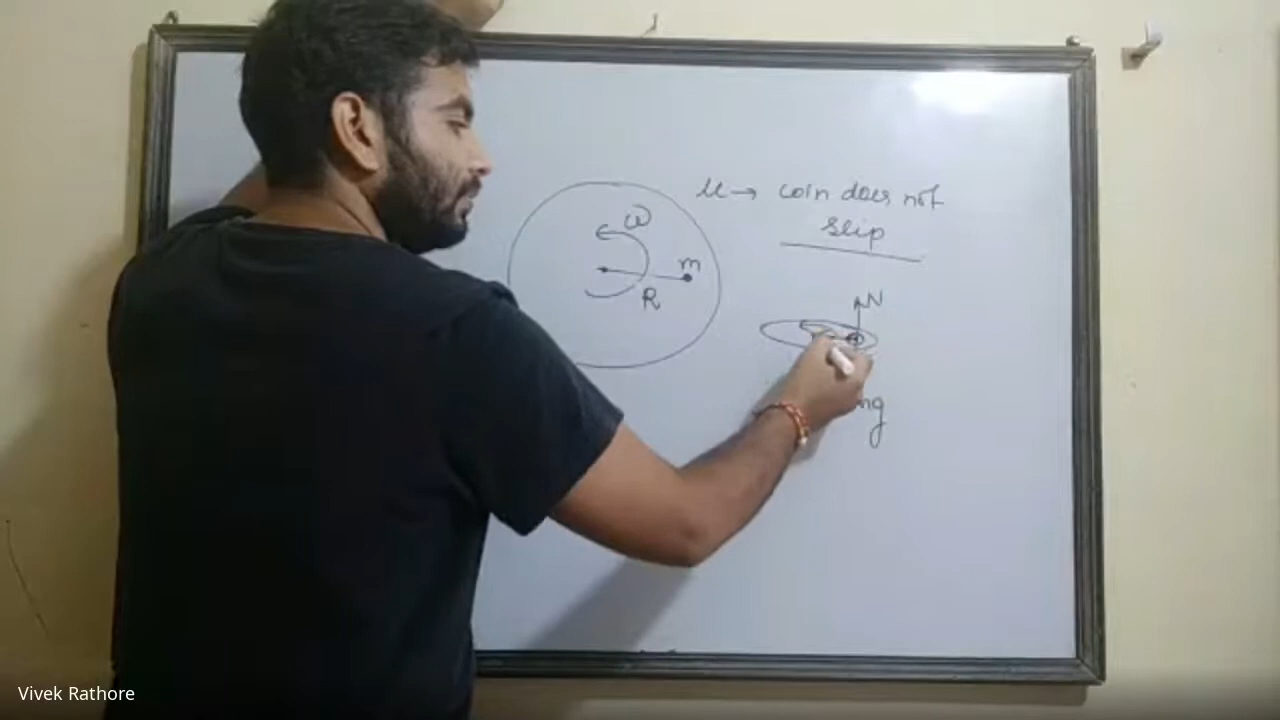 μ → coin does not
slip
ω
m
R
N
mg
Vivek Rathore